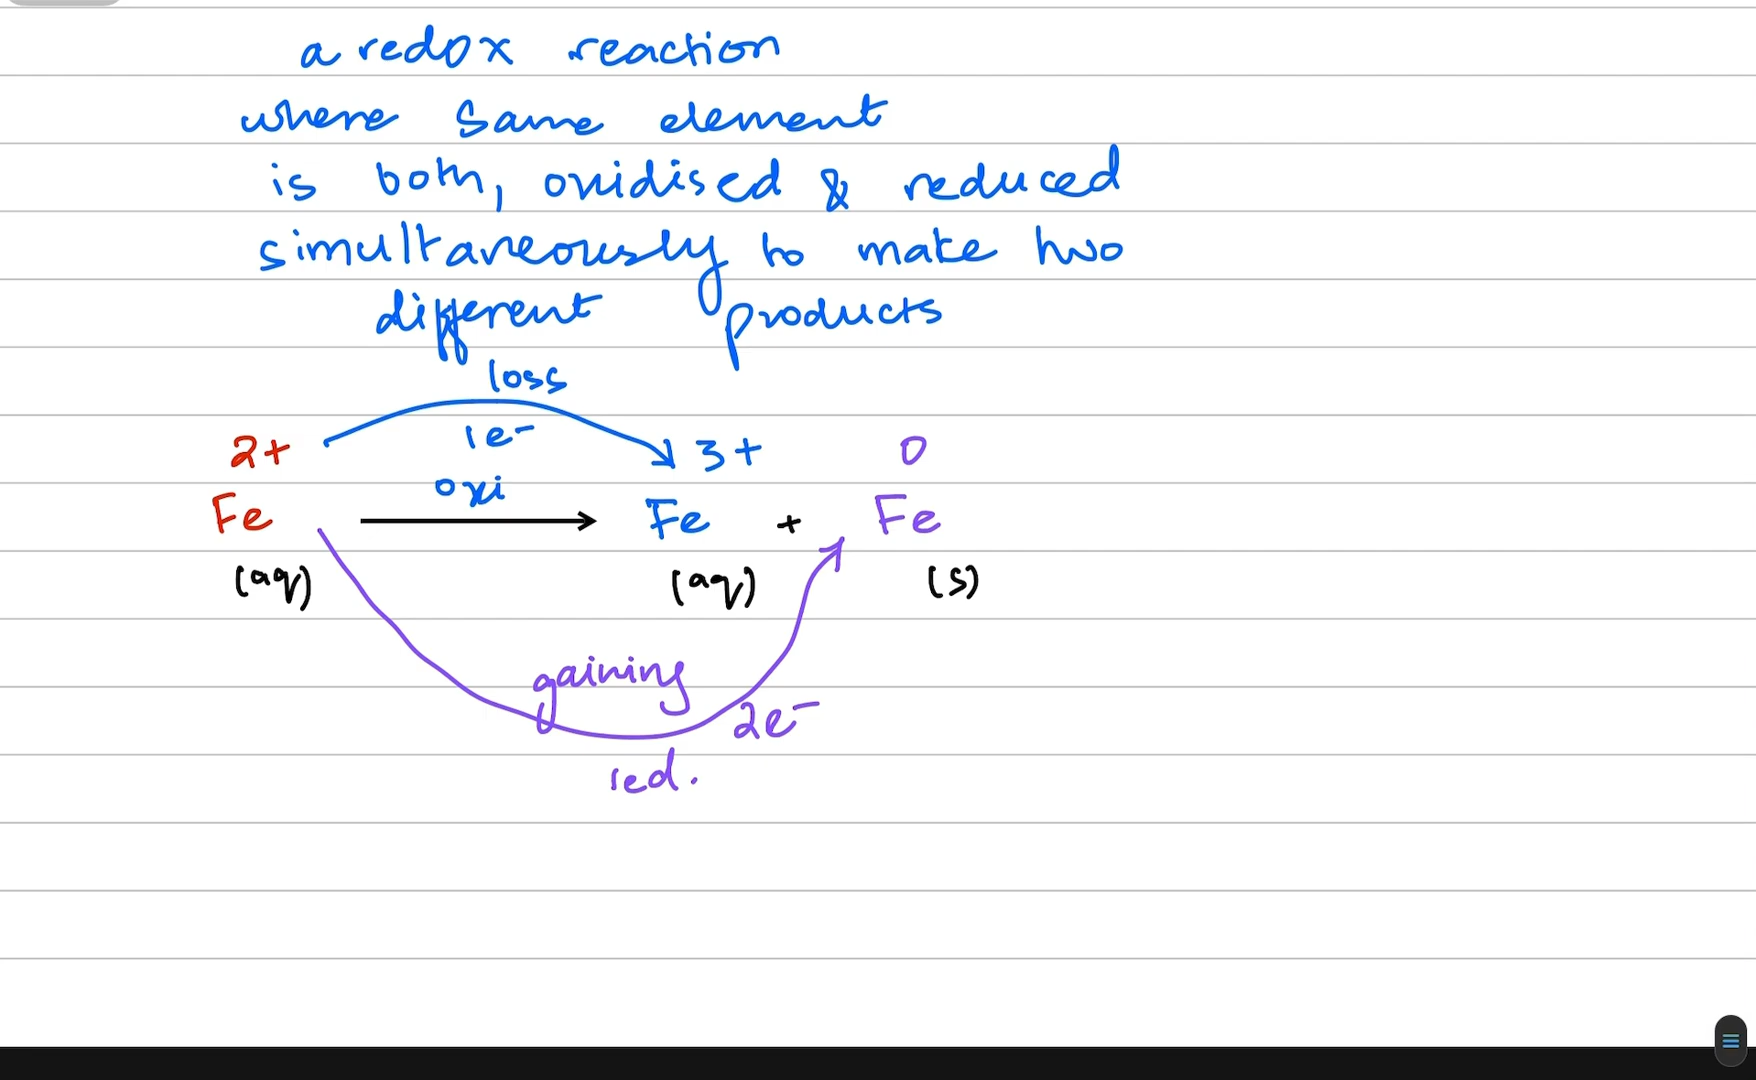 a redox reaction
where same element
is both, oxidised & reduced
simultaneously to make two
different products
loss
1e-
2+ 3+ 0
oxi
Fe → Fe + Fe
(aq) (aq) (s)
gaining
2e-
red.